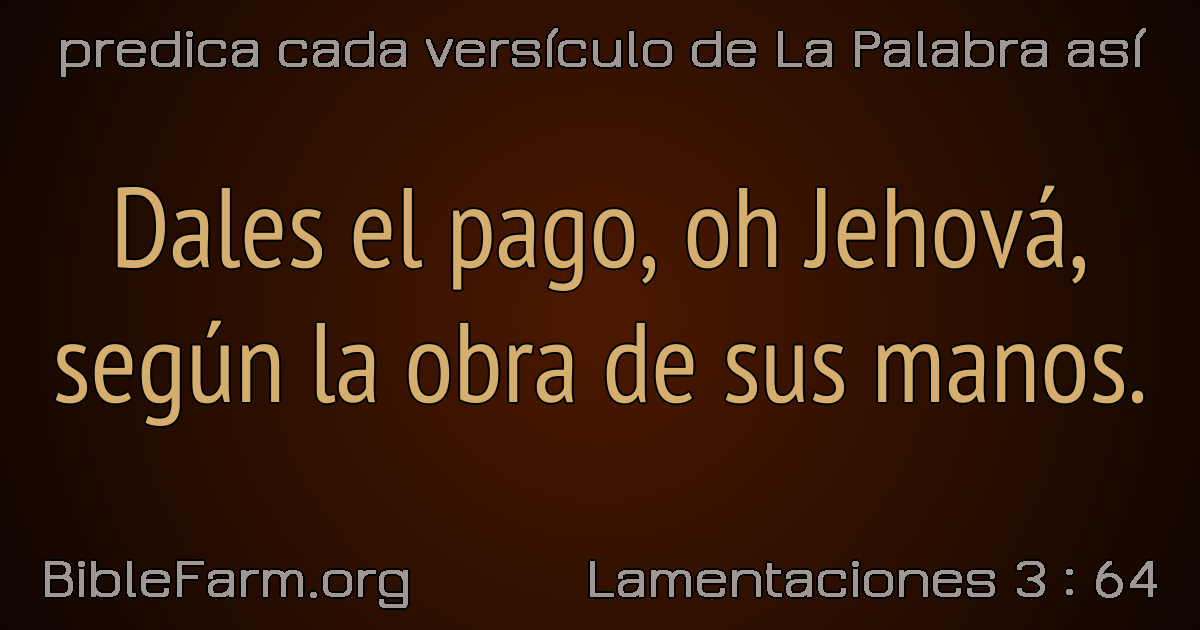 predica cada versículo de La Palabra así
Dales el pago, oh Jehová,
según la obra de sus manos.
BibleFarm.org
Lamentaciones 3 : 64